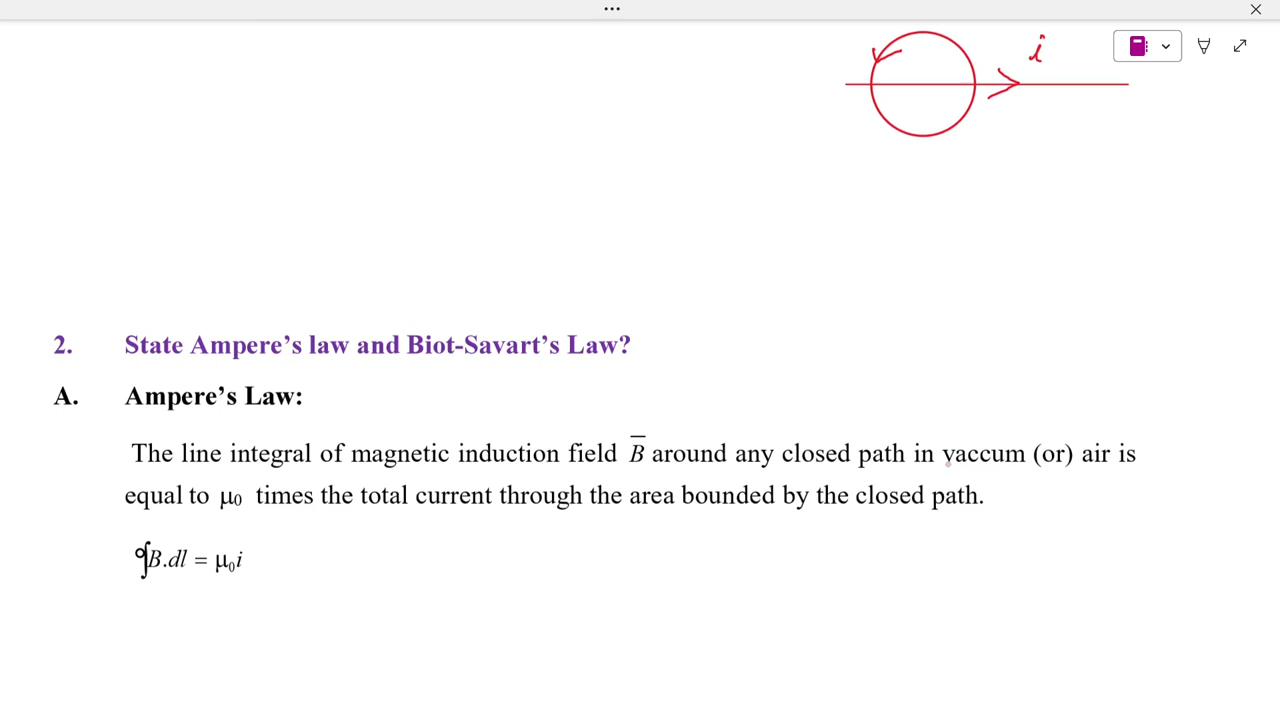 i
2. State Ampere’s law and Biot-Savart’s Law?
A. Ampere’s Law:
The line integral of magnetic induction field B̅ around any closed path in vaccum (or) air is
equal to μ₀ times the total current through the area bounded by the closed path.
∮B.dl = μ₀i